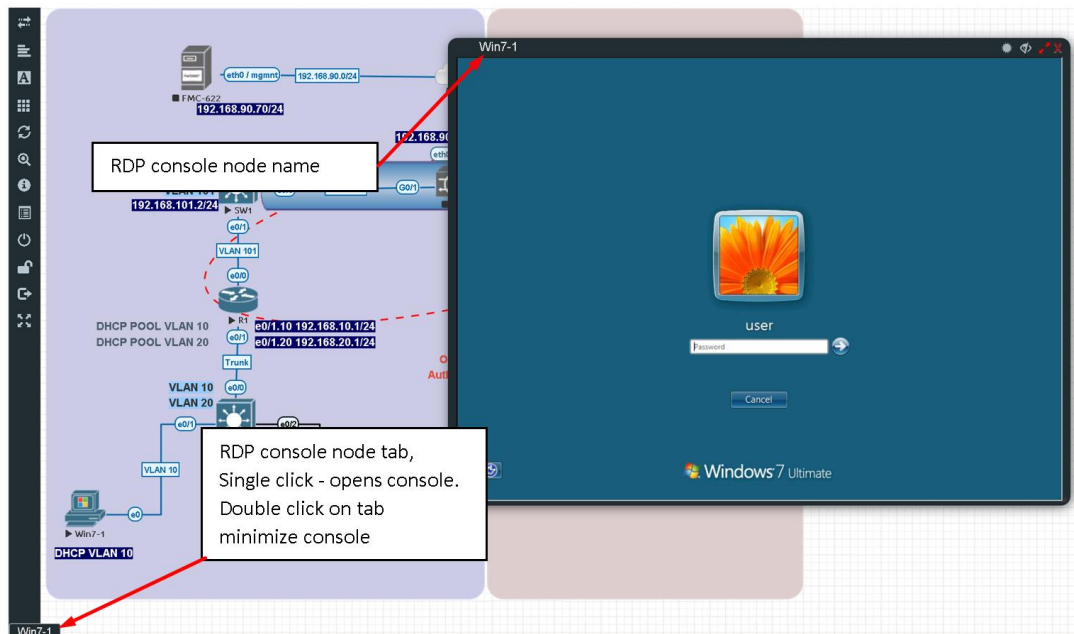 Win7-1
eth0 / mgmnt
192.168.90.0/24
FMC-622
192.168.90.70/24
192.168.90
RDP console node name
G0/1
192.168.101.2/24
SW1
e0/1
VLAN 101
e0/0
R1
DHCP POOL VLAN 10
e0/1.10 192.168.10.1/24
DHCP POOL VLAN 20
e0/1
e0/1.20 192.168.20.1/24
Trunk
VLAN 10
e0/0
VLAN 20
e0/1
e0/2
VLAN 10
e0
Win7-1
DHCP VLAN 10
RDP console node tab,
Single click - opens console.
Double click on tab
minimize console
user
Password
Cancel
Windows 7 Ultimate
Win7-1